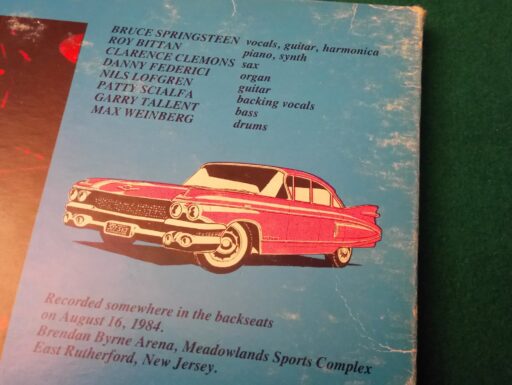 BRUCE SPRINGSTEEN vocals, guitar, harmonica
ROY BITTAN piano, synth
CLARENCE CLEMONS sax
DANNY FEDERICI organ
NILS LOFGREN guitar
PATTY SCIALFA backing vocals
GARRY TALLENT bass
MAX WEINBERG drums
Recorded somewhere in the backseats
on August 16, 1984.
Brendan Byrne Arena, Meadowlands Sports Complex
East Rutherford, New Jersey.